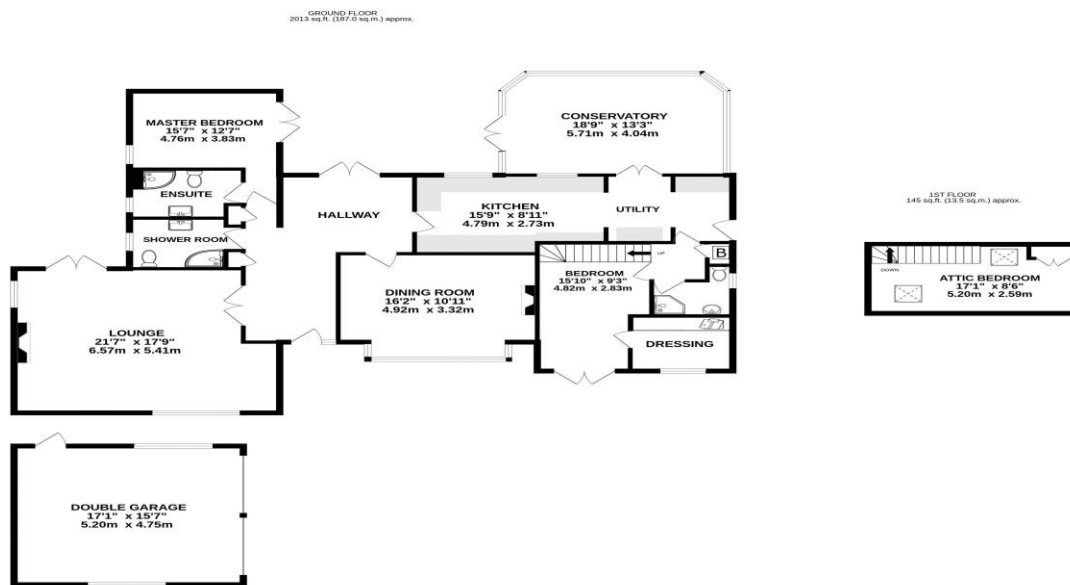 GROUND FLOOR
2013 sq.ft. (187.0 sq.m.) approx.
MASTER BEDROOM
15'7" x 12'7"
4.76m x 3.83m
CONSERVATORY
18'9" x 13'3"
5.71m x 4.04m
ENSUITE
HALLWAY
KITCHEN
15'9" x 8'11"
4.79m x 2.73m
UTILITY
SHOWER ROOM
UP
B
BEDROOM
15'10" x 9'3"
4.82m x 2.83m
DINING ROOM
16'2" x 10'11"
4.92m x 3.32m
LOUNGE
21'7" x 17'9"
6.57m x 5.41m
DRESSING
DOUBLE GARAGE
17'1" x 15'7"
5.20m x 4.75m
1ST FLOOR
145 sq.ft. (13.5 sq.m.) approx.
DOWN
ATTIC BEDROOM
17'1" x 8'6"
5.20m x 2.59m